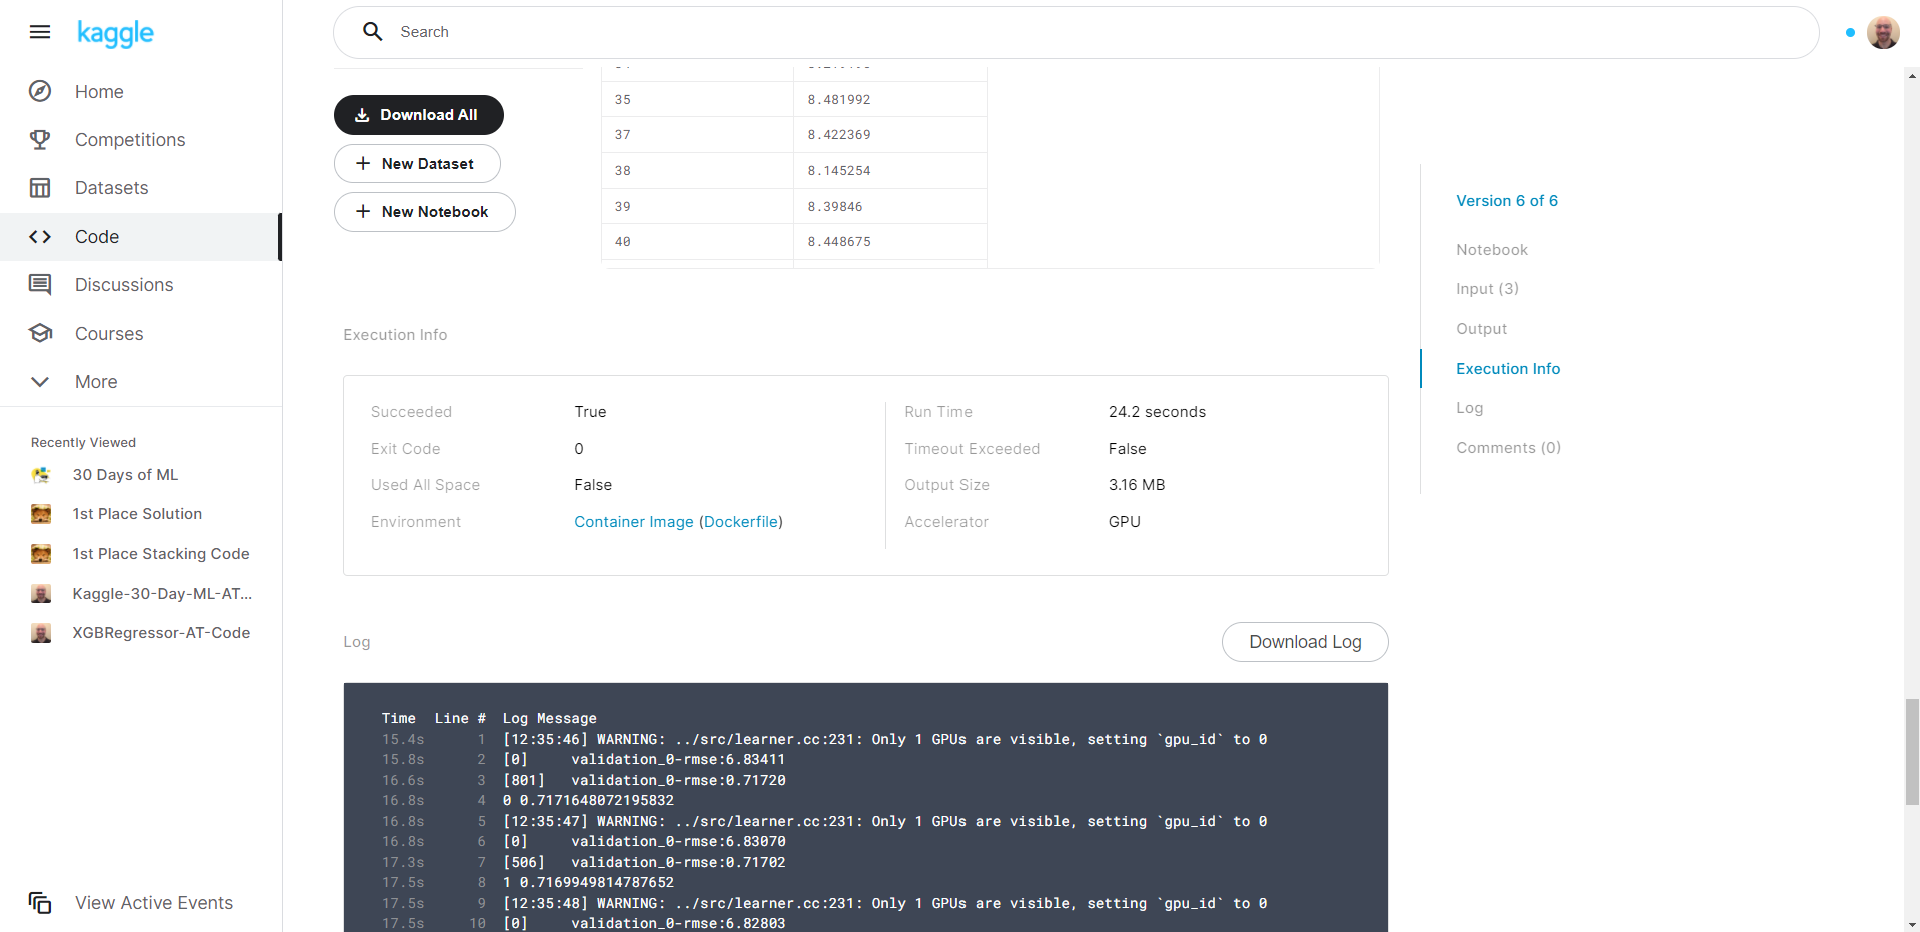 kaggle
Search
Home
Competitions
Datasets
Code
Discussions
Courses
More
Recently Viewed
30 Days of ML
1st Place Solution
1st Place Stacking Code
Kaggle-30-Day-ML-AT...
XGBRegressor-AT-Code
View Active Events
Download All
New Dataset
New Notebook
35 8.481992
37 8.422369
38 8.145254
39 8.39846
40 8.448675
Execution Info
Succeeded True Run Time 24.2 seconds
Exit Code 0 Timeout Exceeded False
Used All Space False Output Size 3.16 MB
Environment Container Image (Dockerfile) Accelerator GPU
Log
Download Log
Time Line # Log Message
15.4s 1 [12:35:46] WARNING: ../src/learner.cc:231: Only 1 GPUs are visible, setting `gpu_id` to 0
15.8s 2 [0] validation_0-rmse:6.83411
16.6s 3 [801] validation_0-rmse:0.71720
16.8s 4 0 0.7171648072195832
16.8s 5 [12:35:47] WARNING: ../src/learner.cc:231: Only 1 GPUs are visible, setting `gpu_id` to 0
16.8s 6 [0] validation_0-rmse:6.83070
17.3s 7 [506] validation_0-rmse:0.71702
17.5s 8 1 0.7169949814787652
17.5s 9 [12:35:48] WARNING: ../src/learner.cc:231: Only 1 GPUs are visible, setting `gpu_id` to 0
17.5s 10 [0] validation_0-rmse:6.82803
Version 6 of 6
Notebook
Input (3)
Output
Execution Info
Log
Comments (0)